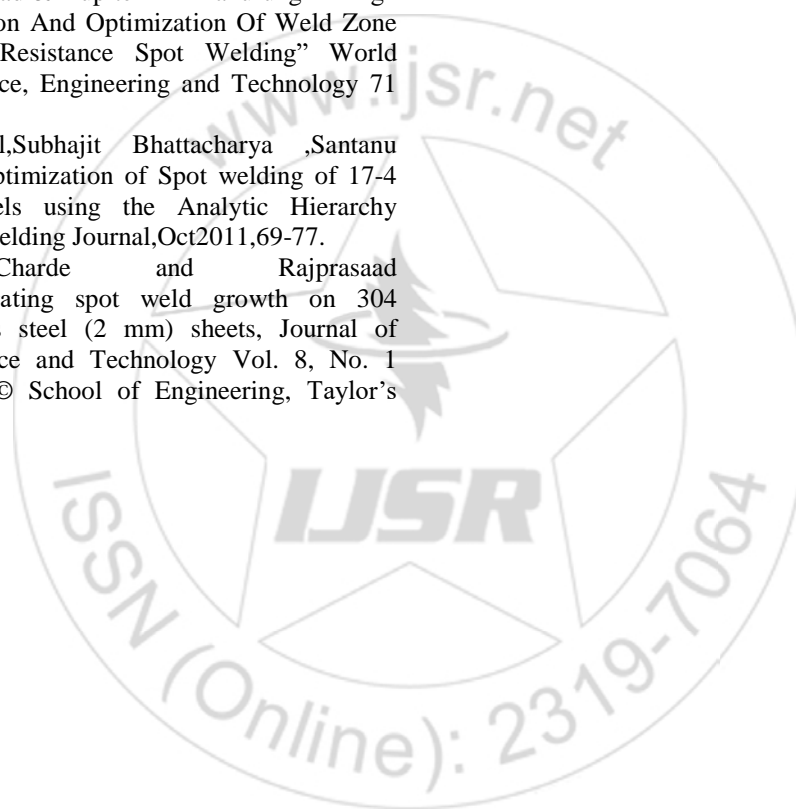 on And Optimization Of Weld Zone
Resistance Spot Welding” World
ce, Engineering and Technology 71
l,Subhajit Bhattacharya ,Santanu
ptimization of Spot welding of 17-4
els using the Analytic Hierarchy
elding Journal,Oct2011,69-77.
Charde and Rajprasaad
ating spot weld growth on 304
s steel (2 mm) sheets, Journal of
ce and Technology Vol. 8, No. 1
© School of Engineering, Taylor’s
www.ijsr.net
IJSR
ISSN (Online): 2319-7064